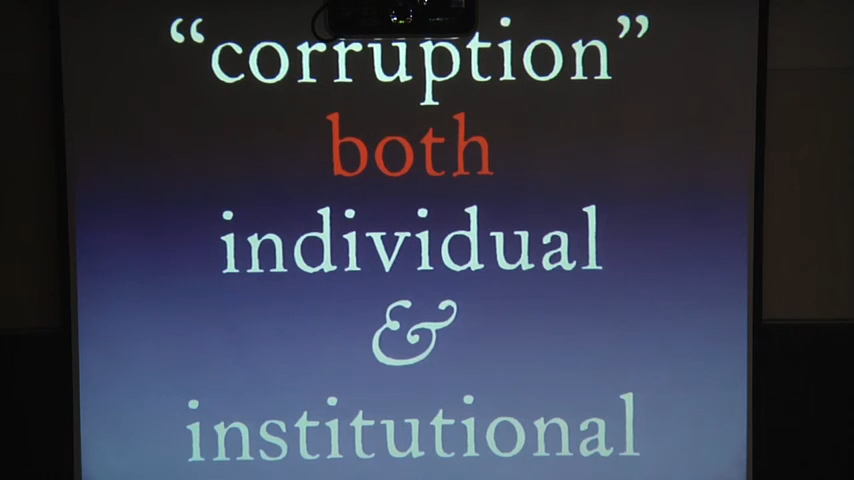 “corruption”
both
individual
&
institutional